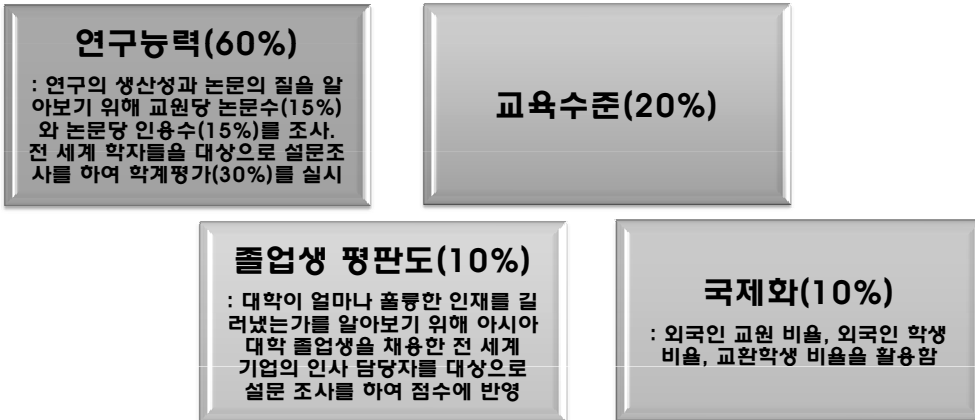 연구능력(60%)
: 연구의 생산성과 논문의 질을 알
아보기 위해 교원당 논문수(15%)
와 논문당 인용수(15%)를 조사.
전 세계 학자들을 대상으로 설문조
사를 하여 학계평가(30%)를 실시
교육수준(20%)
졸업생 평판도(10%)
: 대학이 얼마나 훌륭한 인재를 길
러냈는가를 알아보기 위해 아시아
대학 졸업생을 채용한 전 세계
기업의 인사 담당자를 대상으로
설문 조사를 하여 점수에 반영
국제화(10%)
: 외국인 교원 비율, 외국인 학생
비율, 교환학생 비율을 활용함